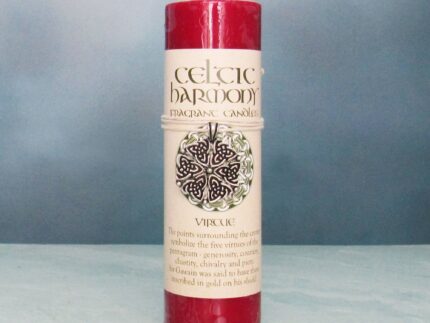 CELTIC
HARMONY
FRAGRANT CANDLES
VIRTUE
The points surrounding the center
symbolize the five virtues of the
pentagram - generosity, courtesy,
chastity, chivalry and piety.
Sir Gawain was said to have them
inscribed in gold on his shield.